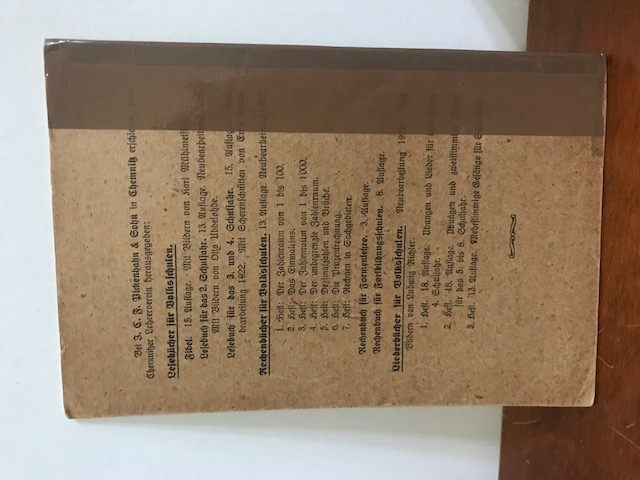 Bei J. C. F. Pickenhahn & Sohn in Chemnitz erschienen
Chemnitzer Lehrerverein herausgegeben:
Lesebücher für Volksschulen.
Fibel. 15. Auflage. Mit Bildern von Karl Mühlmeister
Lesebuch für das 2. Schuljahr. 13. Auflage. Neubearbeitung
Mit Bildern von Otto Ubbelohde.
Lesebuch für das 3. und 4. Schuljahr. 15. Auflage.
bearbeitung 1922. Mit Scherenschnitten von
Rechenbücher für Volksschulen. 13. Auflage. Neubearbeitung
1. Heft: Der Zahlenraum von 1 bis 100.
2. Heft: Das Einmaleins.
3. Heft: Der Zahlenraum von 1 bis 1000.
4. Heft: Der unbegrenzte Zahlenraum.
5. Heft: Dezimalzahlen und Brüche.
6. Heft: Die Prozentrechnung.
7. Heft: Rechnen in Sachgebieten.
Rechenbuch für Formenlehre. 3. Auflage.
Rechenbuch für Fortbildungsschulen. 8. Auflage.
Liederbücher für Volksschulen. Neubearbeitung
Bildern von Ludwig Richter.
1. Heft. 18. Auflage. Übungen und Lieder für
4. Schuljahr.
2. Heft. 48. Auflage. Übungen und zweistimmige
für das 5. bis 8. Schuljahr.
3. Heft. 13. Auflage. Mehrstimmige Gesänge für